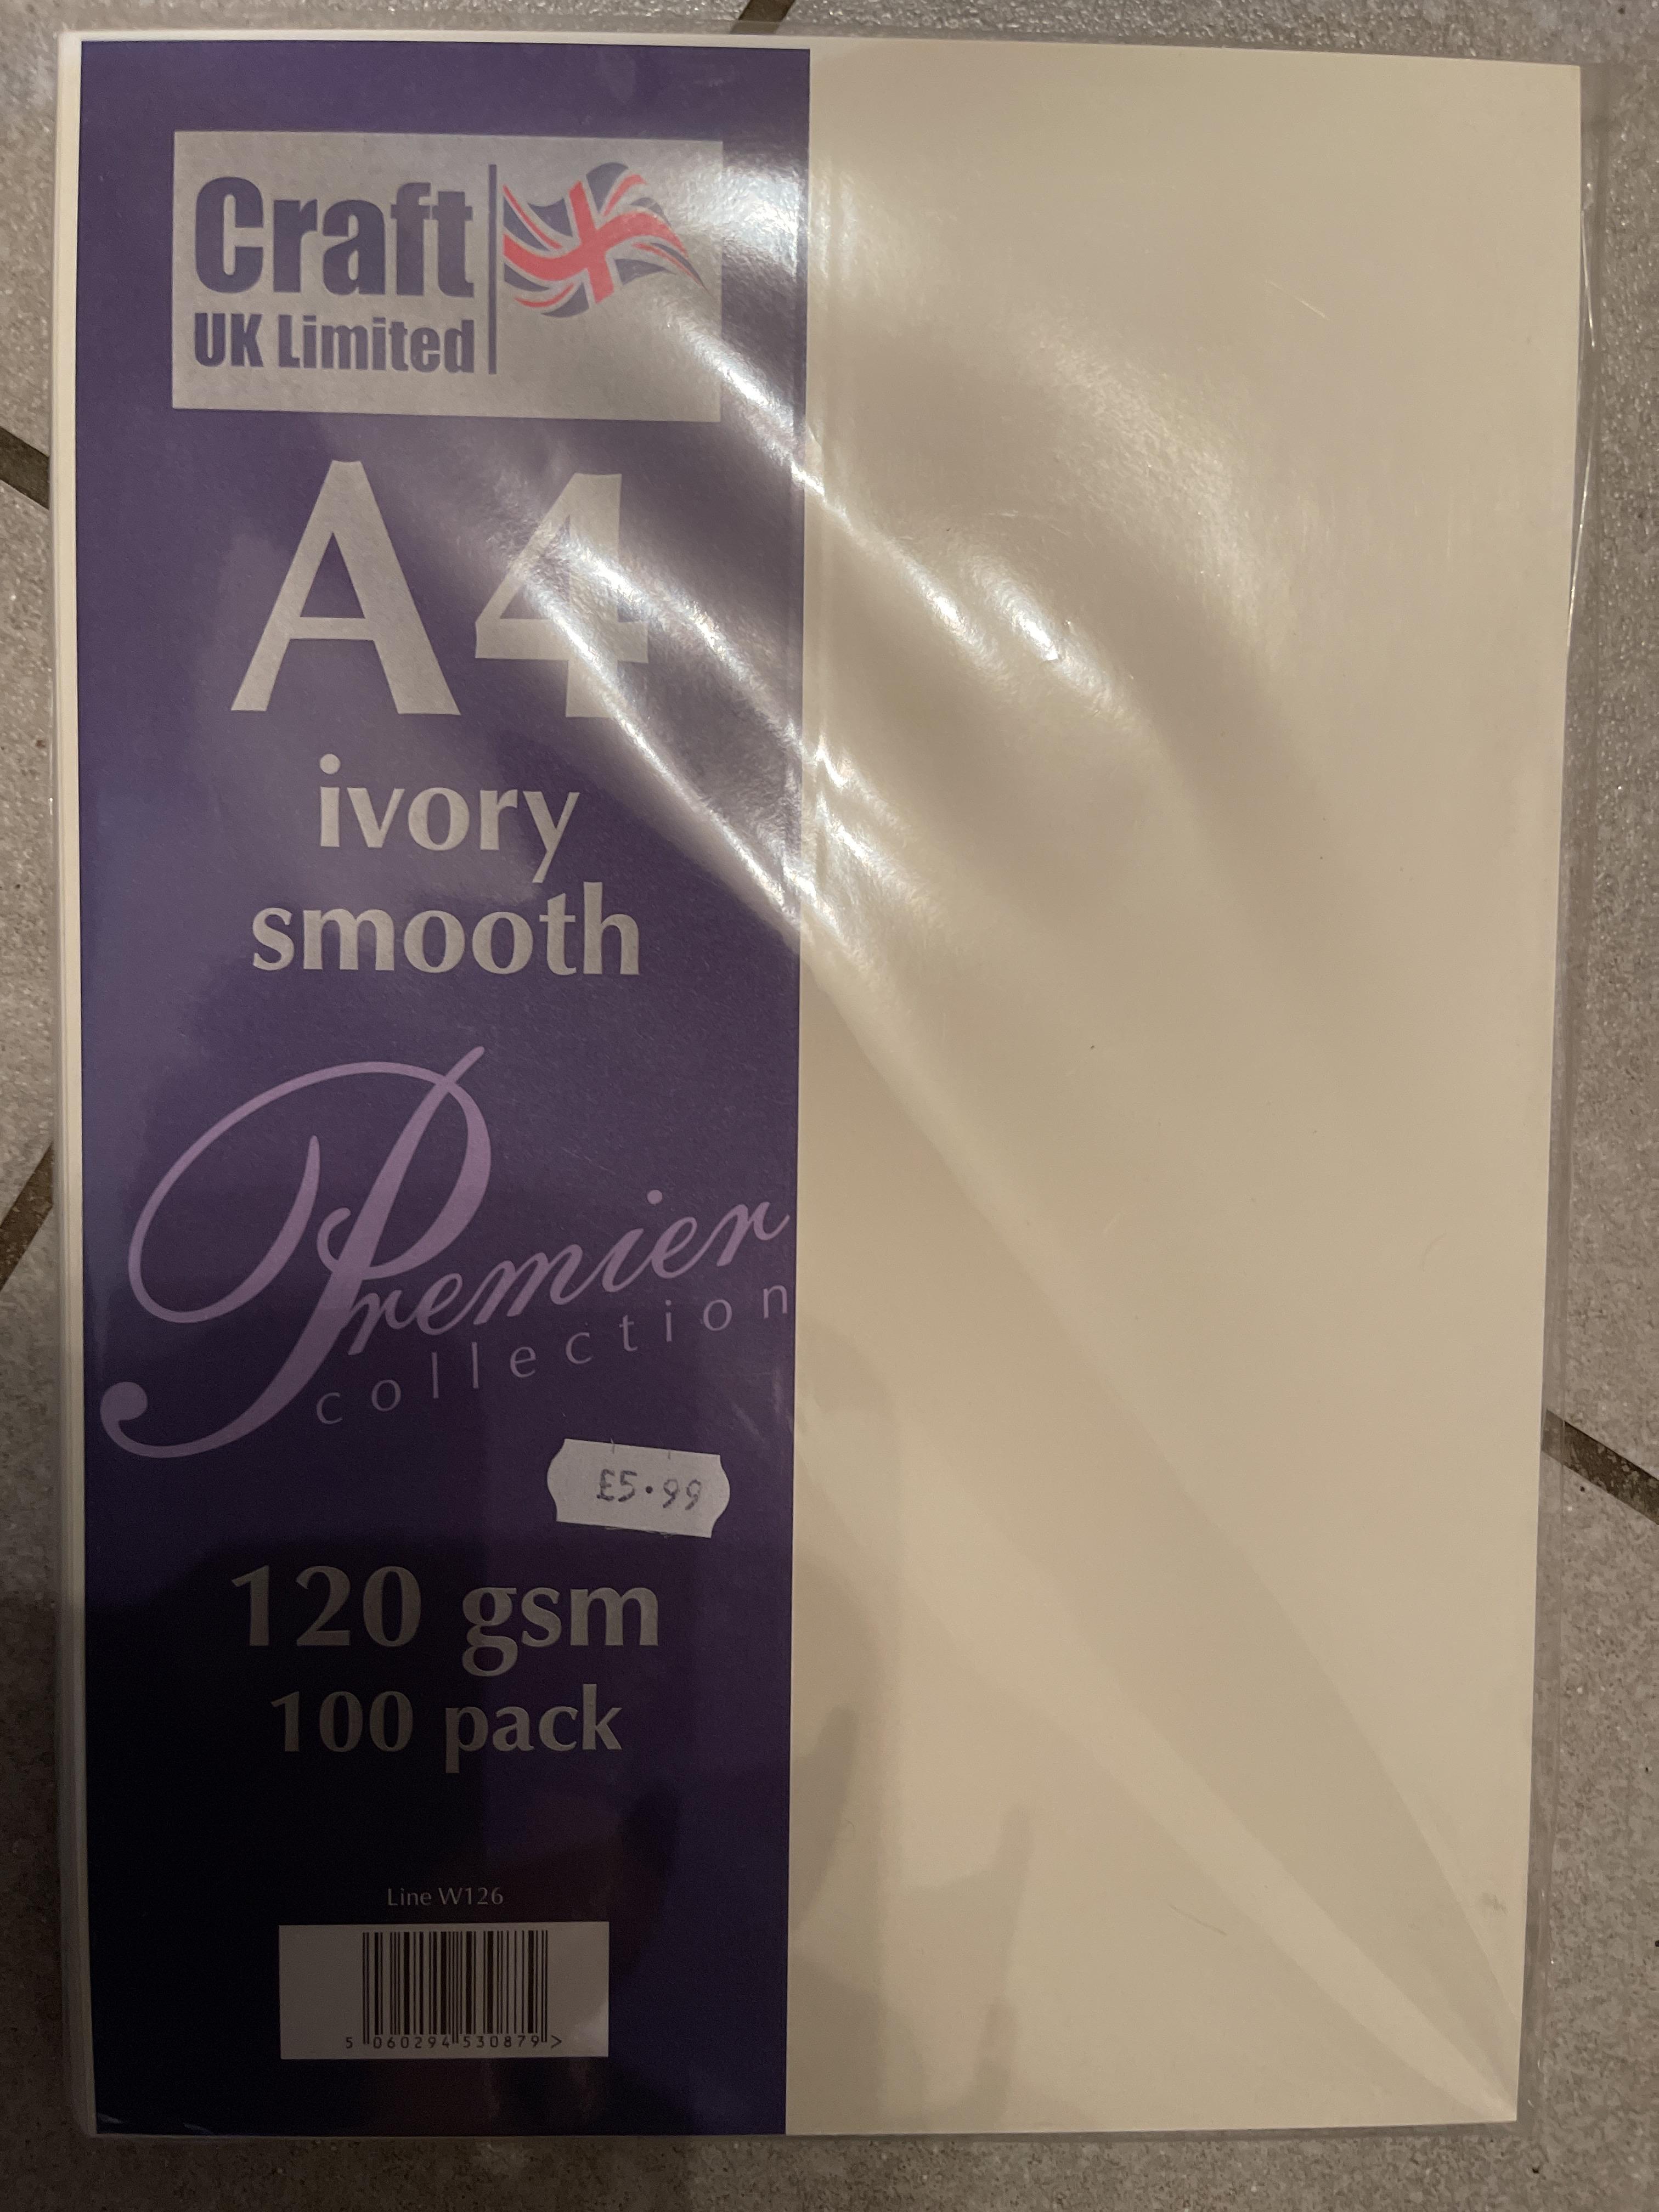 Craft
UK Limited
A4
ivory
smooth
Premier
collection
£5.99
120 gsm
100 pack
Line W126
5 060294 530879 >